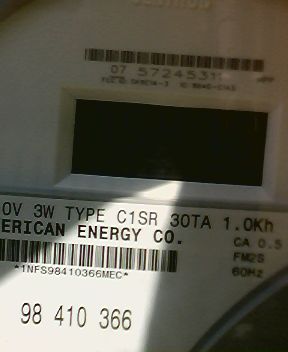 07 5724531
0V 3W TYPE C1SR 30TA 1.0Kh
ERICAN ENERGY CO.
CA 0.5
FM2S
60Hz
*1NFS98410366MEC*
98 410 366